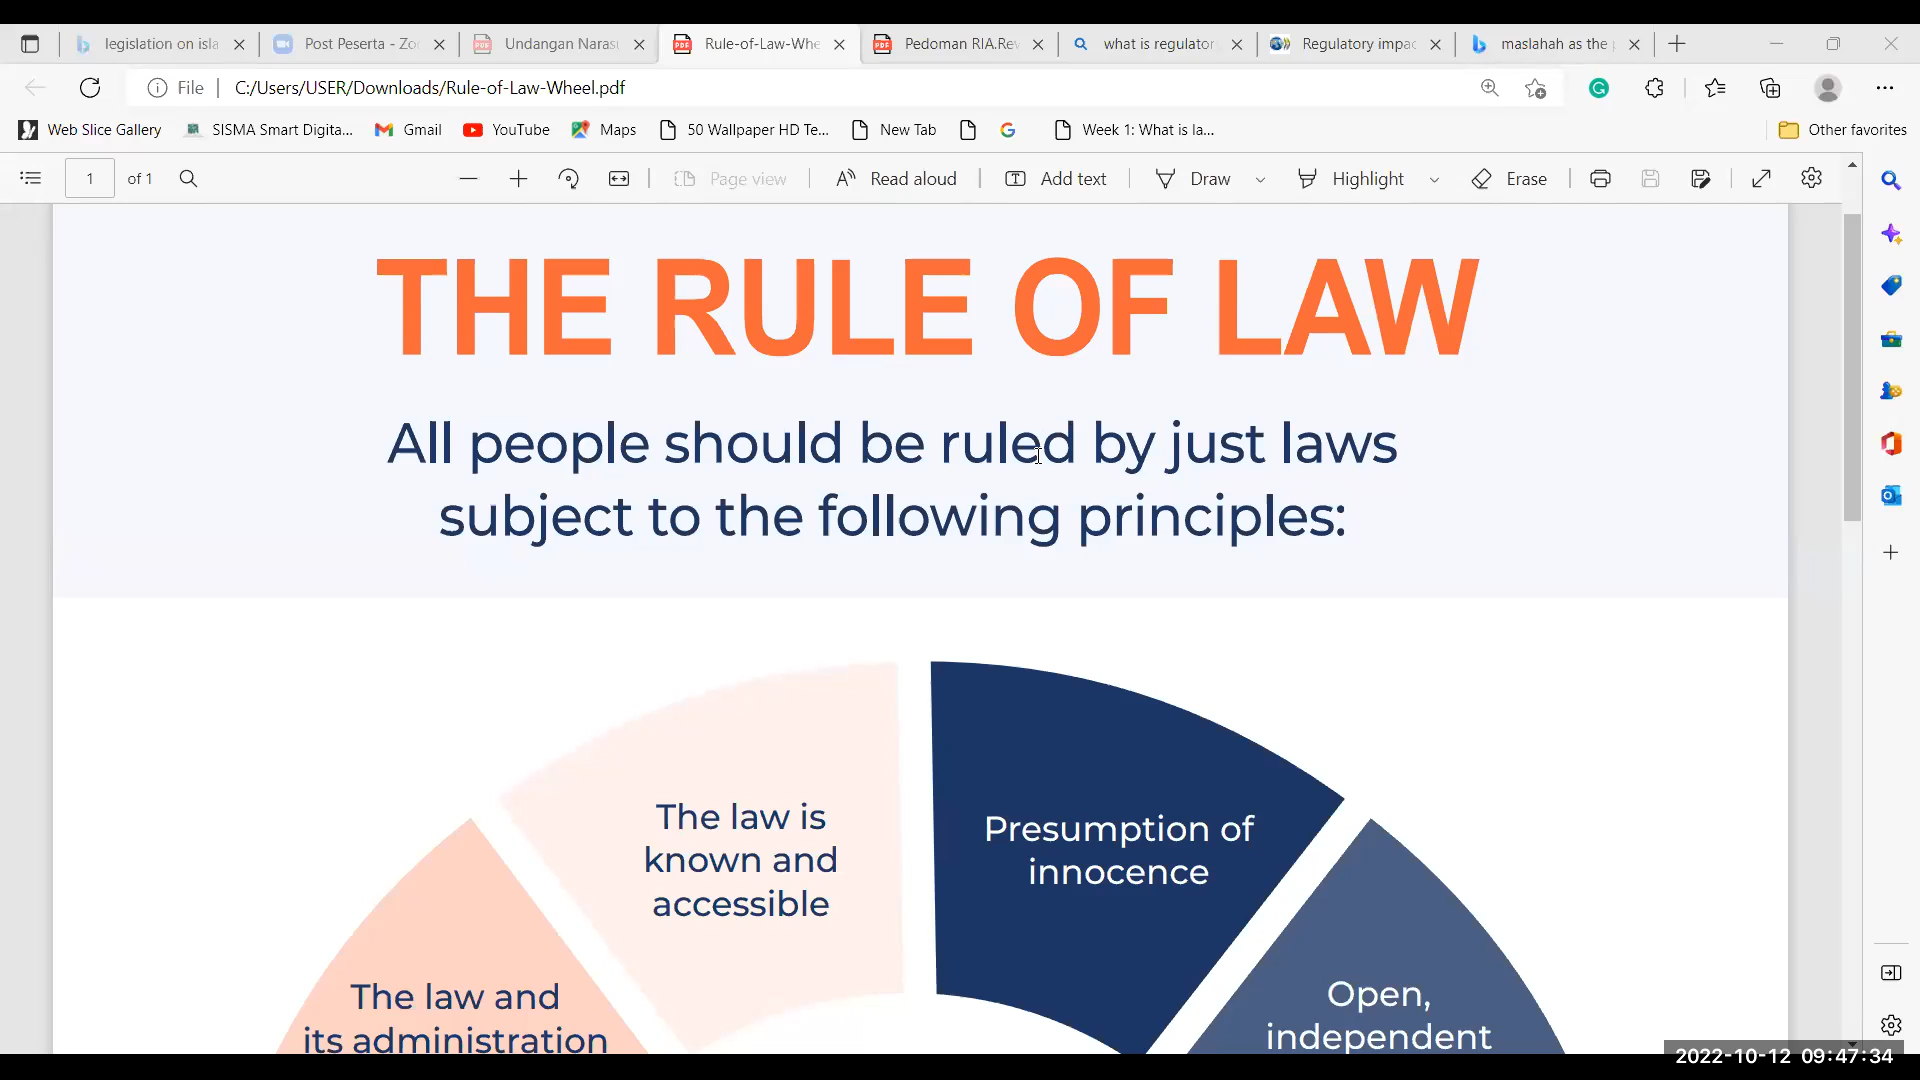 legislation on isla
Post Peserta - Zo
Undangan Naras
Rule-of-Law-Whe
Pedoman RIA.Rev
what is regulator
Regulatory impac
maslahah as the
File
C:/Users/USER/Downloads/Rule-of-Law-Wheel.pdf
Web Slice Gallery
SISMA Smart Digita...
Gmail
YouTube
Maps
50 Wallpaper HD Te...
New Tab
Week 1: What is la...
Other favorites
1 of 1
Page view
Read aloud
Add text
Draw
Highlight
Erase
THE RULE OF LAW
All people should be ruled by just laws
subject to the following principles:
The law is
known and
accessible
Presumption of
innocence
The law and
its administration
Open,
independent
2022-10-12 09:47:34